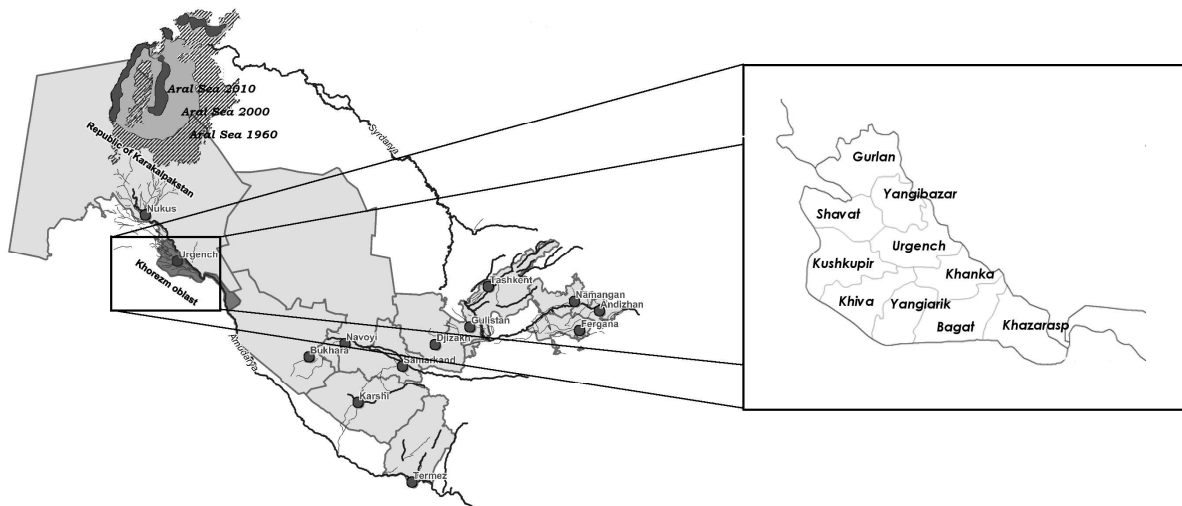 Aral Sea 2010
Aral Sea 2000
Aral Sea 1960
Republic of Karakalpakstan
Syrdarya
Nukus
Urgench
Khorezm oblast
Amudarya
Tashkent
Namangan
Andizhan
Gulistan
Fergana
Navoyi
Djizakh
Bukhara
Samarkand
Karshi
Termez
Gurlan
Yangibazar
Shavat
Urgench
Kushkupir
Khanka
Khiva
Yangiarik
Bagat
Khazarasp